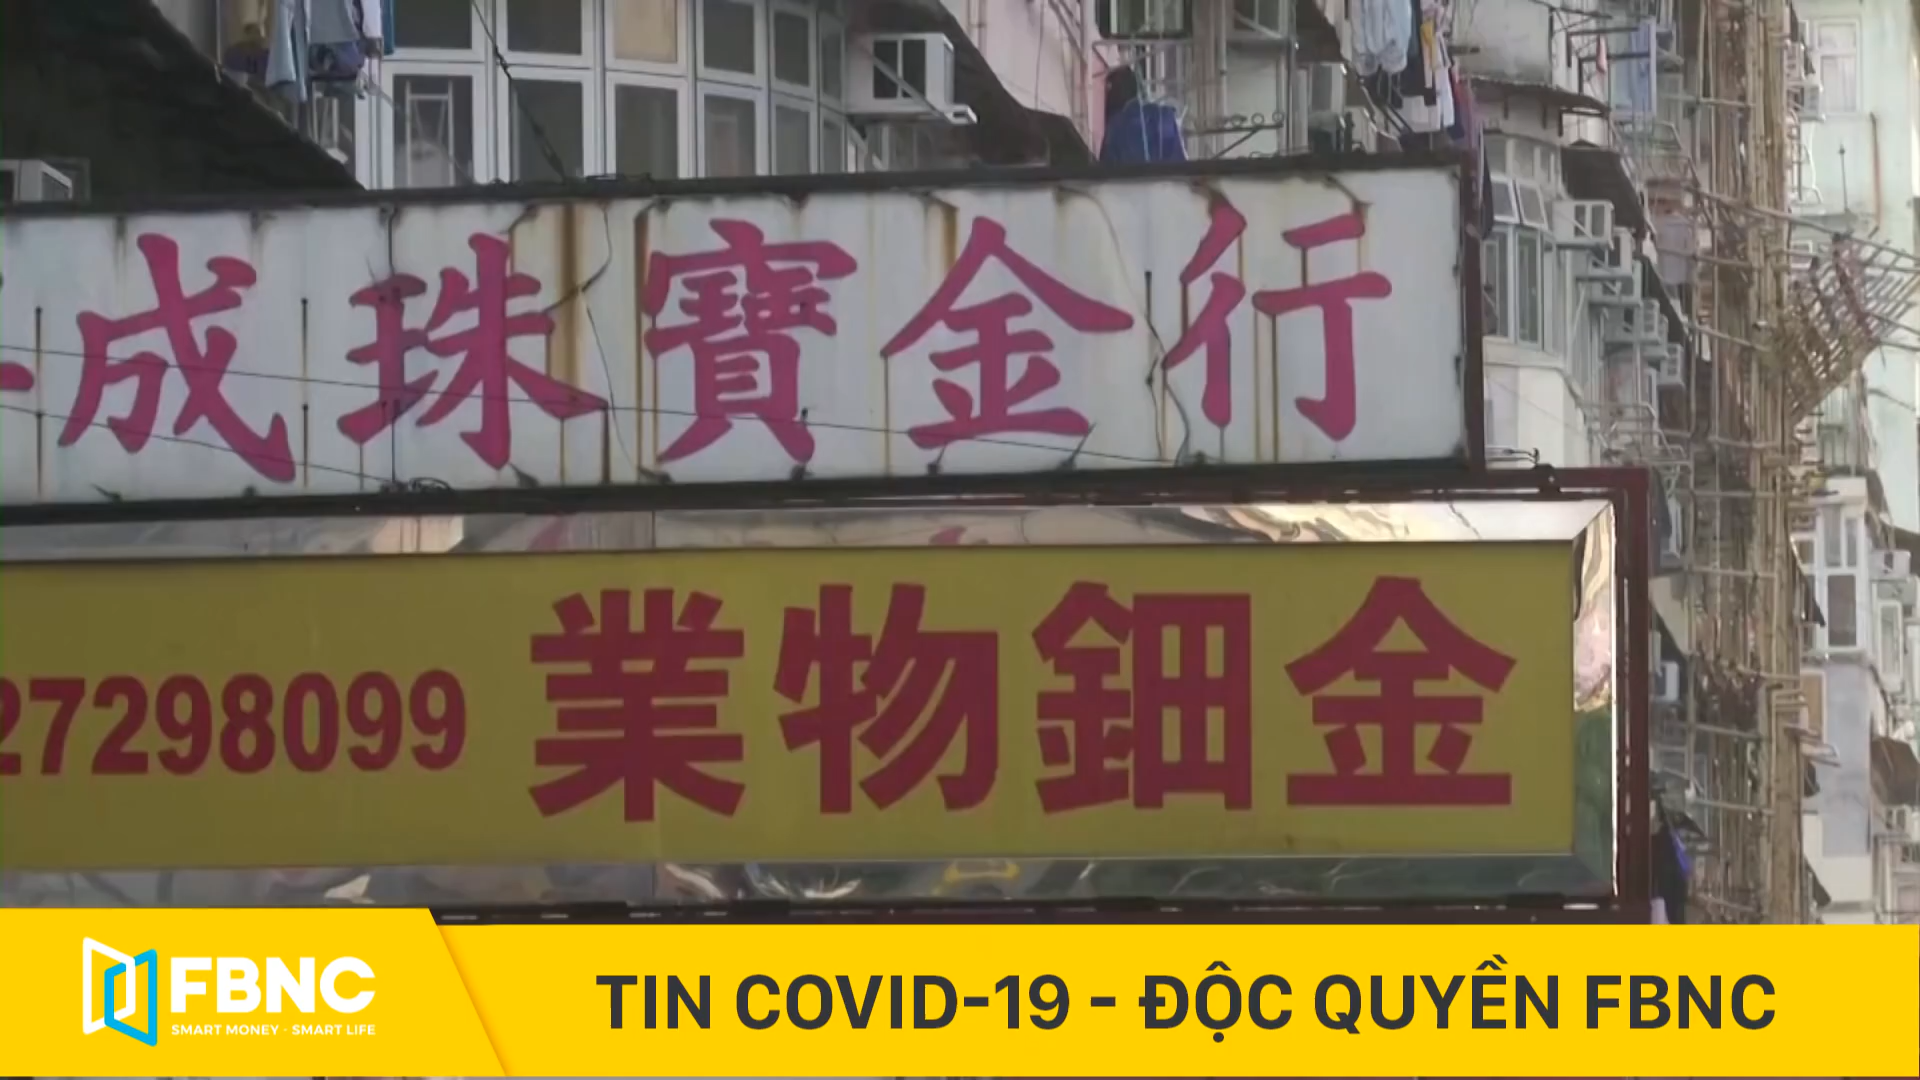 成珠寶金行
27298099 業物鈿金
FBNC
SMART MONEY - SMART LIFE
TIN COVID-19 - ĐỘC QUYỀN FBNC